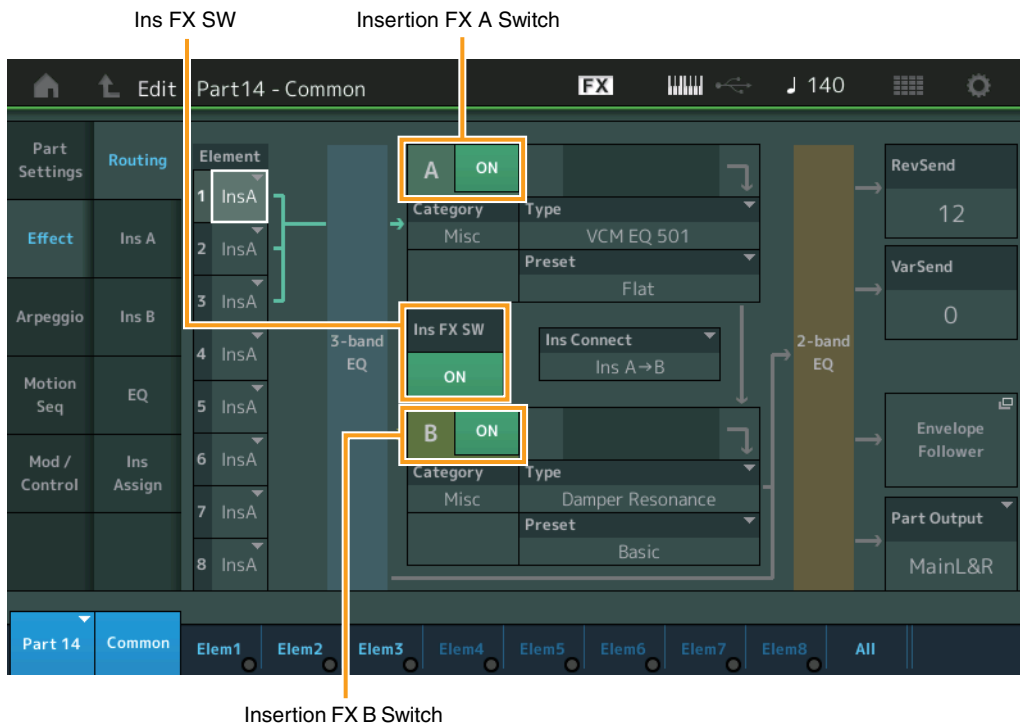 Ins FX SW
Insertion FX A Switch
Edit
Part14 - Common
FX
140
Part
Settings
Effect
Arpeggio
Motion
Seq
Mod /
Control
Routing
Ins A
Ins B
EQ
Ins
Assign
Element
1 InsA
2 InsA
3 InsA
4 InsA
5 InsA
6 InsA
7 InsA
8 InsA
3-band
EQ
A ON
Category
Misc
Type
VCM EQ 501
Preset
Flat
Ins FX SW
ON
Ins Connect
Ins A→B
B ON
Category
Misc
Type
Damper Resonance
Preset
Basic
2-band
EQ
RevSend
12
VarSend
0
Envelope
Follower
Part Output
MainL&R
Part 14
Common
Elem1
Elem2
Elem3
Elem4
Elem5
Elem6
Elem7
Elem8
All
Insertion FX B Switch